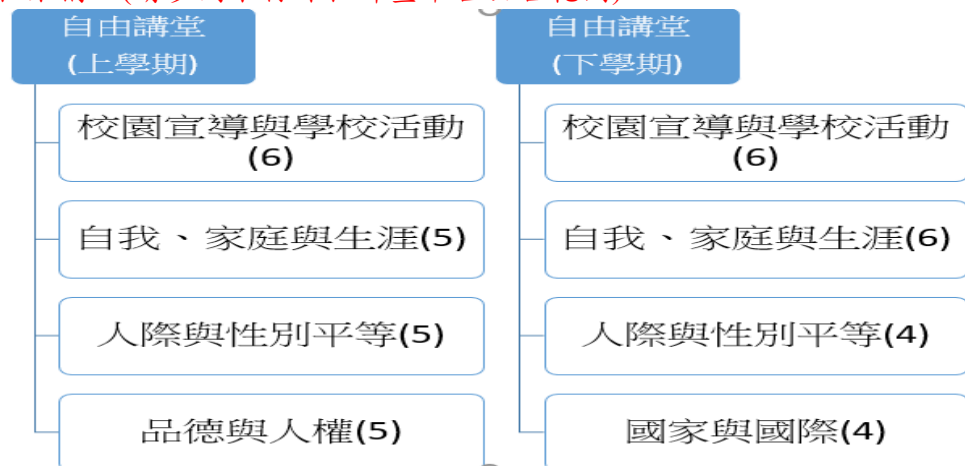 自由講堂
(上學期)
校園宣導與學校活動
(6)
自我、家庭與生涯(5)
人際與性別平等(5)
品德與人權(5)
自由講堂
(下學期)
校園宣導與學校活動
(6)
自我、家庭與生涯(6)
人際與性別平等(4)
國家與國際(4)